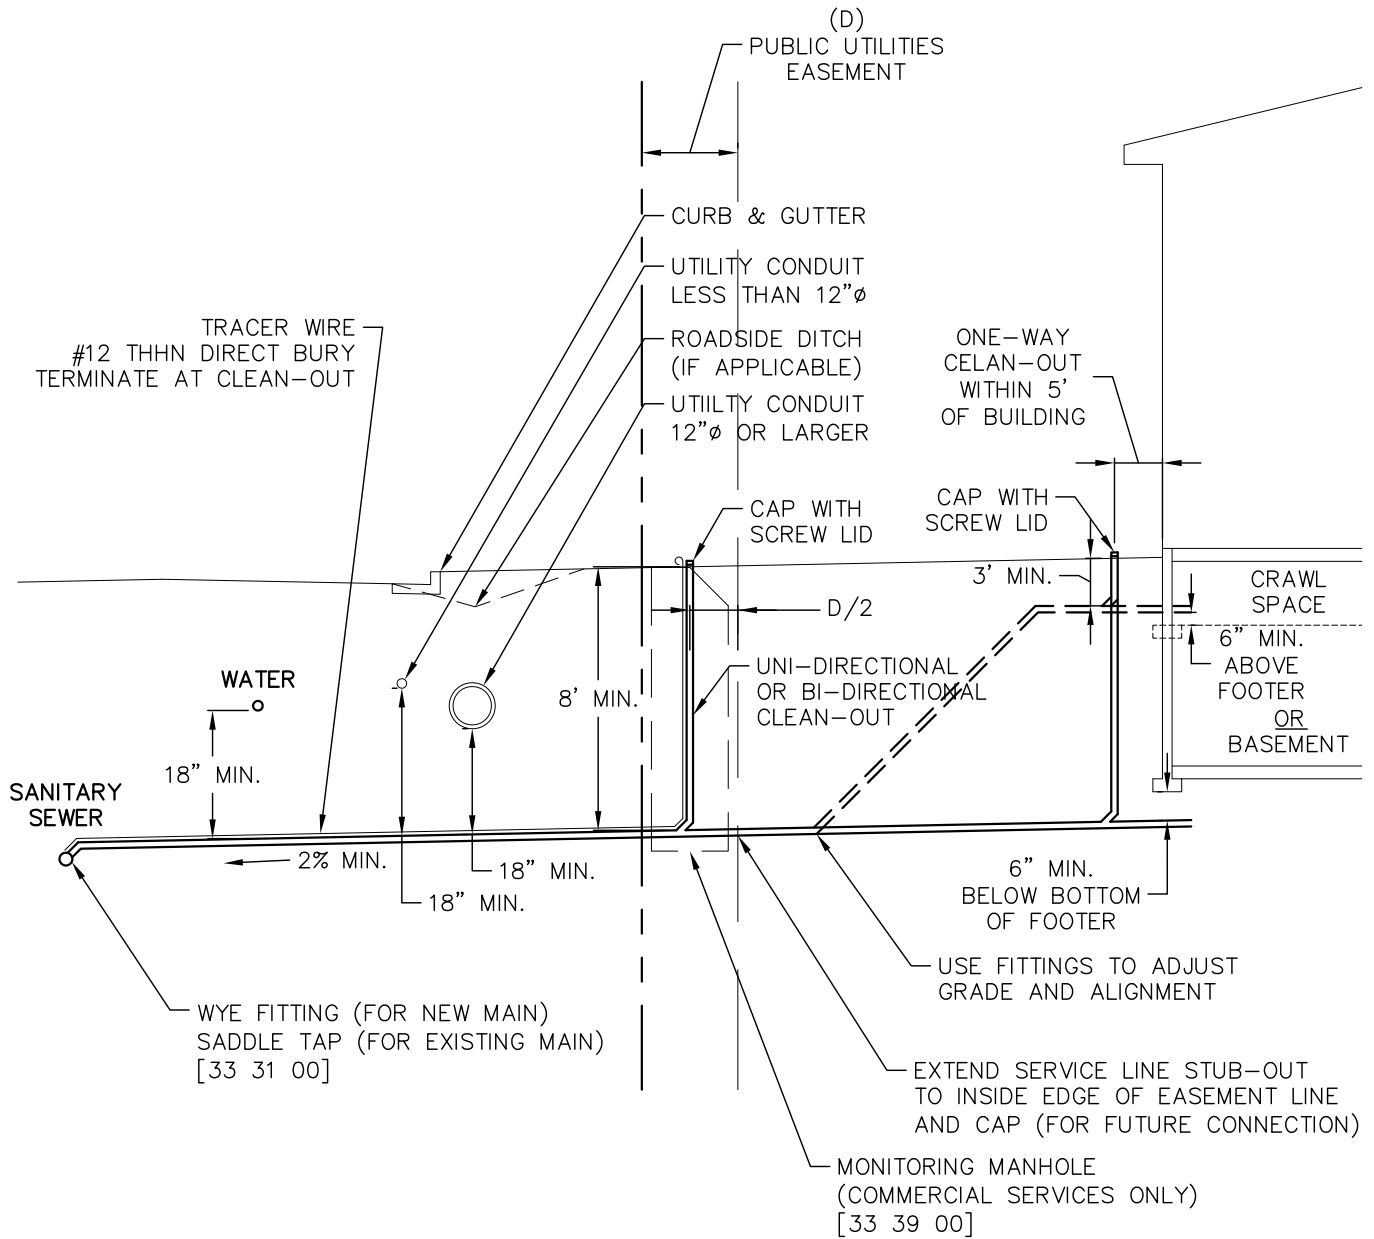 (D)
PUBLIC UTILITIES
EASEMENT
CURB & GUTTER
UTILITY CONDUIT
LESS THAN 12"ø
TRACER WIRE
#12 THHN DIRECT BURY
TERMINATE AT CLEAN-OUT
ROADSIDE DITCH
(IF APPLICABLE)
UTIILTY CONDUIT
12"ø OR LARGER
ONE-WAY
CELAN-OUT
WITHIN 5'
OF BUILDING
CAP WITH
SCREW LID
CAP WITH
SCREW LID
3' MIN.
CRAWL
SPACE
D/2
6" MIN.
ABOVE
FOOTER
OR
BASEMENT
WATER
8' MIN.
UNI-DIRECTIONAL
OR BI-DIRECTIONAL
CLEAN-OUT
18" MIN.
SANITARY
SEWER
2% MIN.
18" MIN.
18" MIN.
6" MIN.
BELOW BOTTOM
OF FOOTER
USE FITTINGS TO ADJUST
GRADE AND ALIGNMENT
WYE FITTING (FOR NEW MAIN)
SADDLE TAP (FOR EXISTING MAIN)
[33 31 00]
EXTEND SERVICE LINE STUB-OUT
TO INSIDE EDGE OF EASEMENT LINE
AND CAP (FOR FUTURE CONNECTION)
MONITORING MANHOLE
(COMMERCIAL SERVICES ONLY)
[33 39 00]